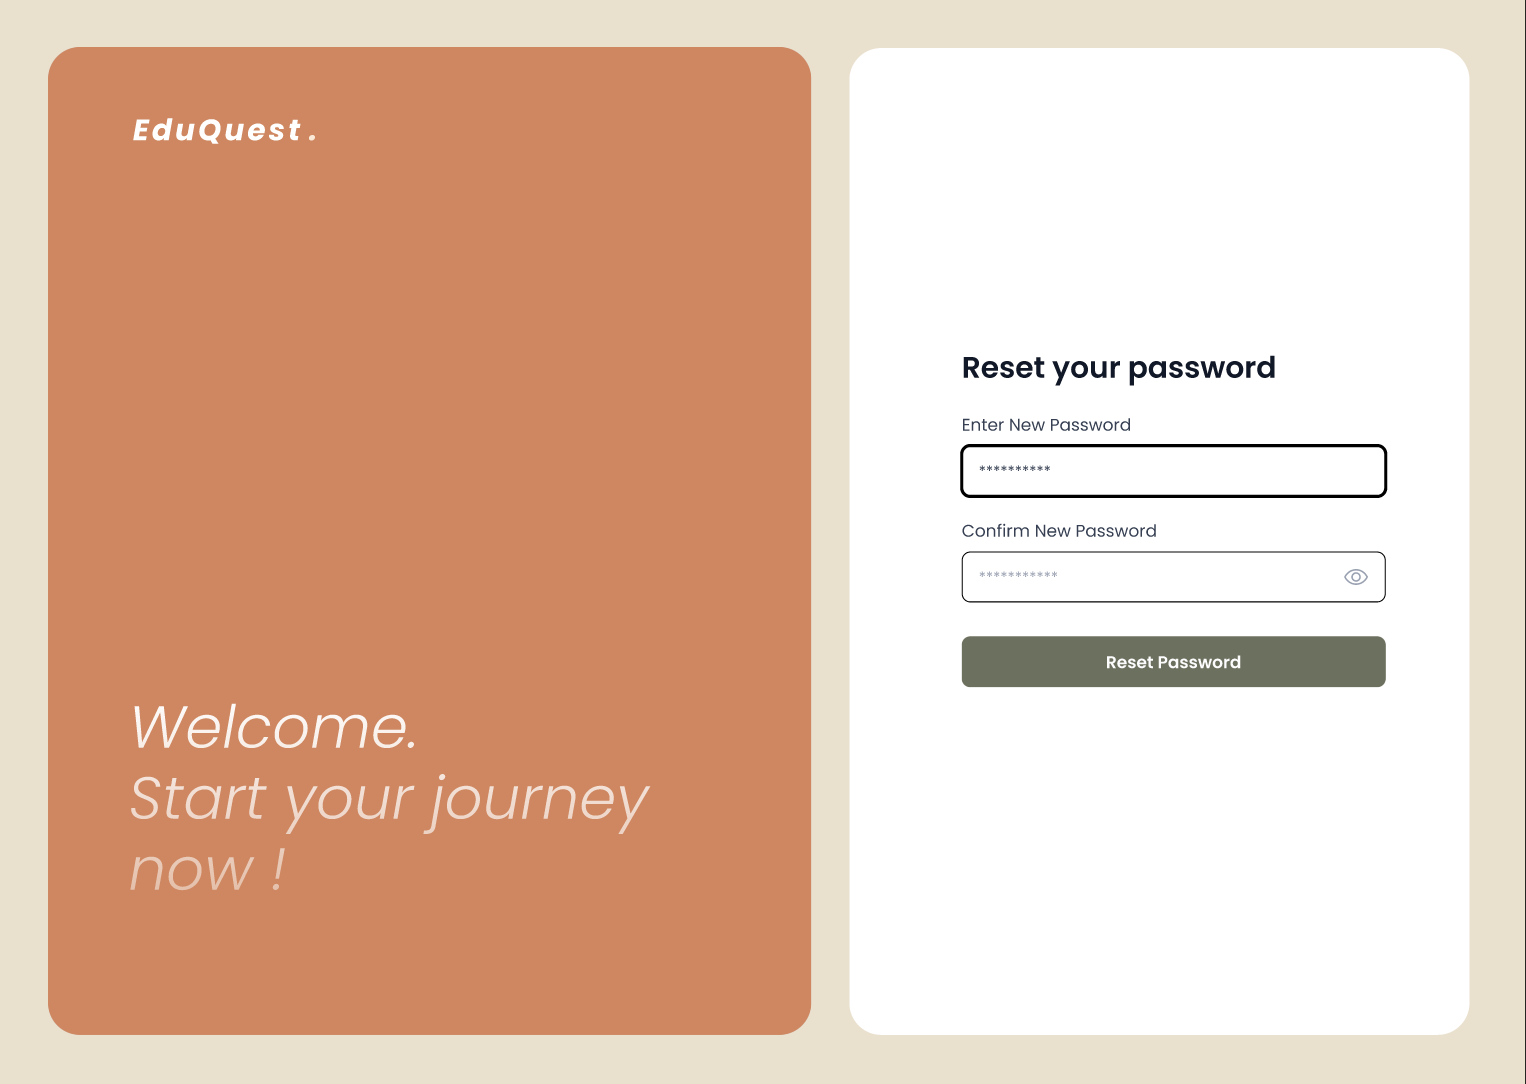 EduQuest .
Welcome.
Start your journey
now !
Reset your password
Enter New Password
**********
Confirm New Password
***********
Reset Password